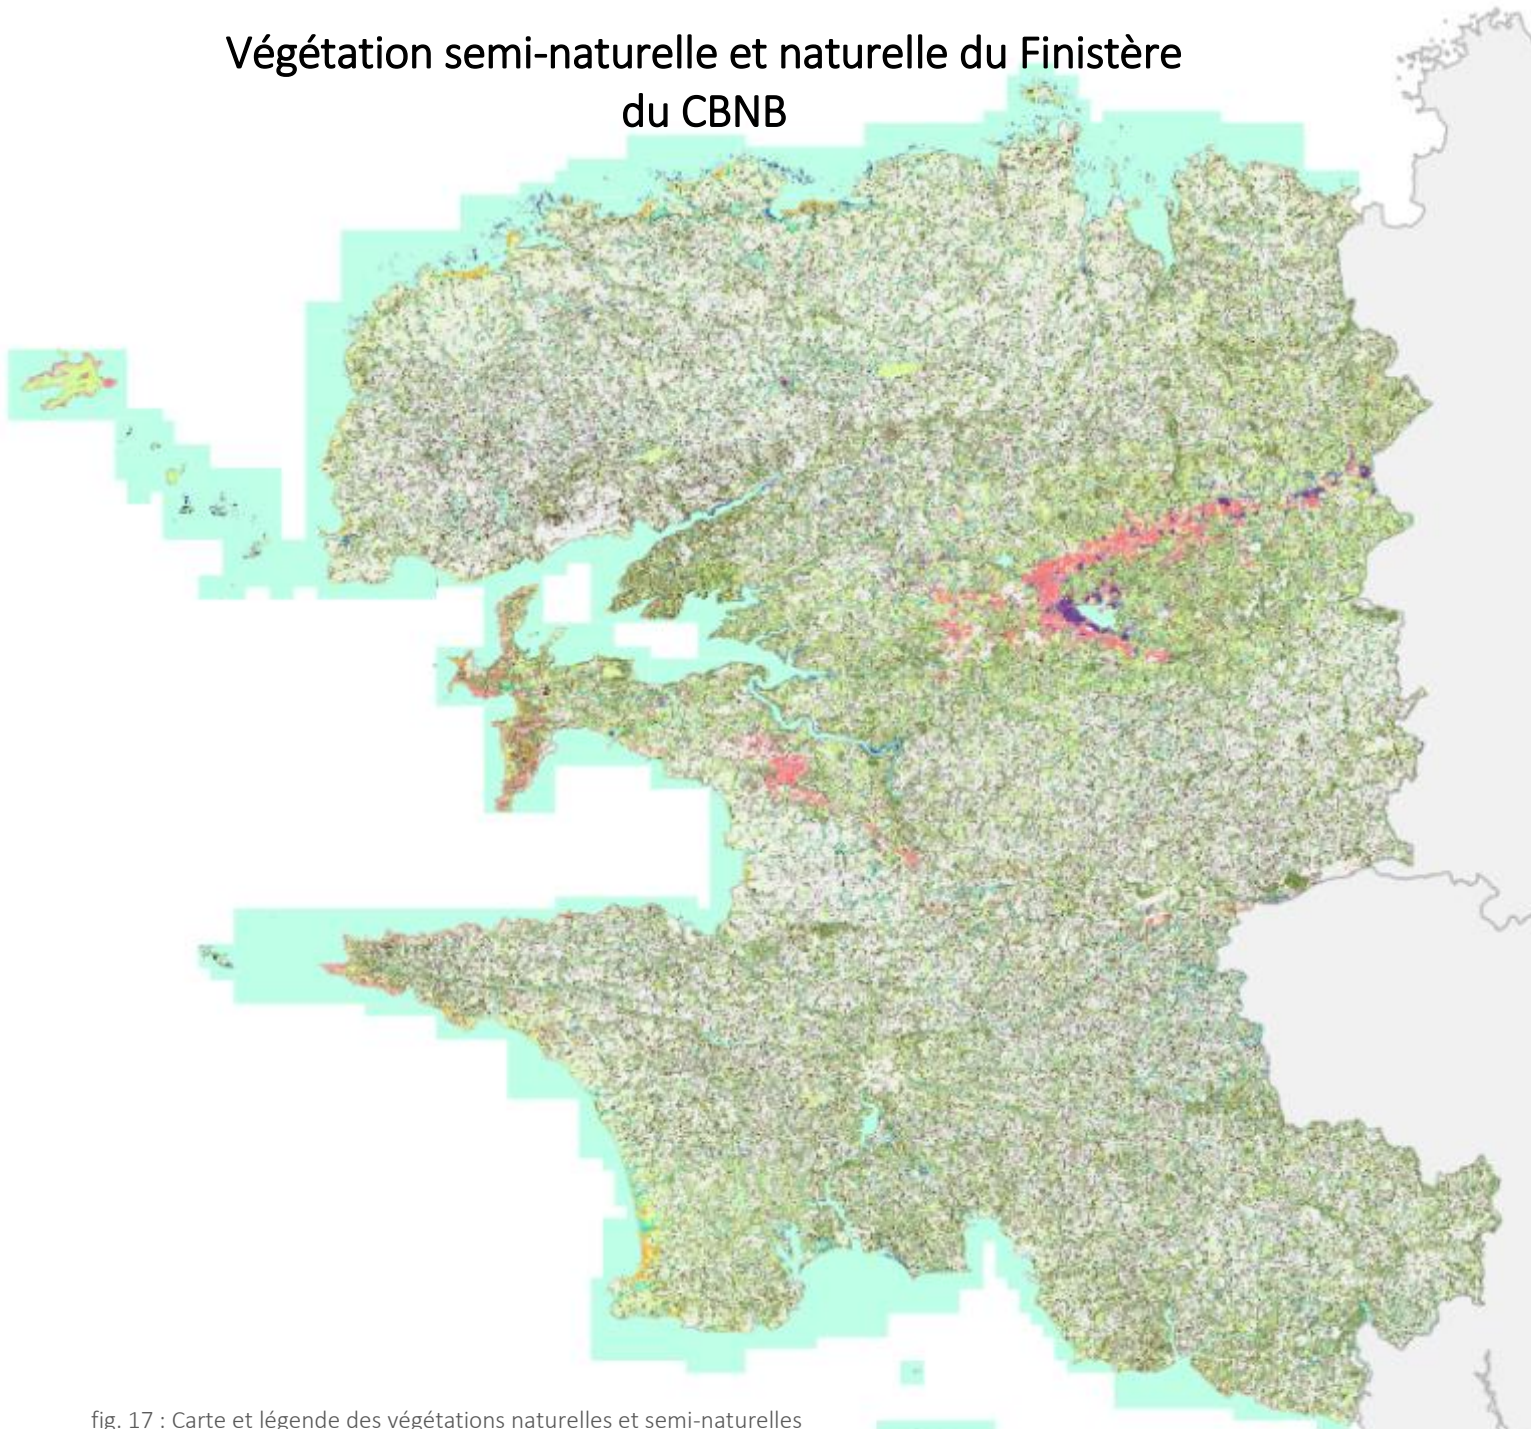 Végétation semi-naturelle et naturelle du Finistère
du CBNB
fig. 17 : Carte et légende des végétations naturelles et semi-naturelles